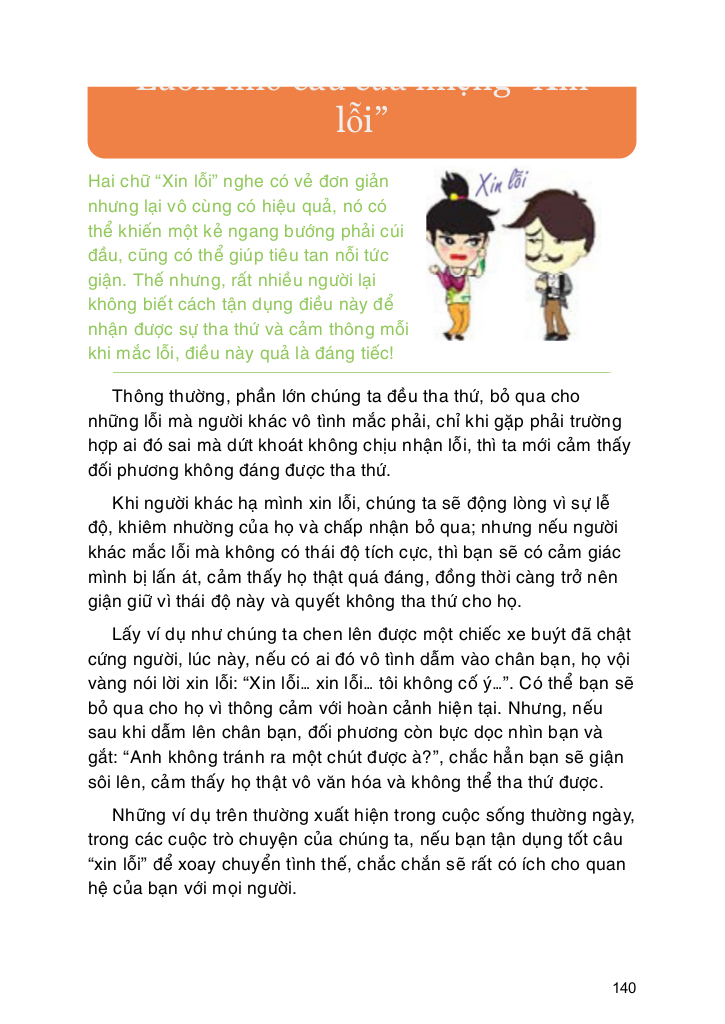 lỗi”
Xin lỗi
Hai chữ “Xin lỗi” nghe có vẻ đơn giản
nhưng lại vô cùng có hiệu quả, nó có
thể khiến một kẻ ngang bướng phải cúi
đầu, cũng có thể giúp tiêu tan nỗi tức
giận. Thế nhưng, rất nhiều người lại
không biết cách tận dụng điều này để
nhận được sự tha thứ và cảm thông mỗi
khi mắc lỗi, điều này quả là đáng tiếc!
Thông thường, phần lớn chúng ta đều tha thứ, bỏ qua cho
những lỗi mà người khác vô tình mắc phải, chỉ khi gặp phải trường
hợp ai đó sai mà dứt khoát không chịu nhận lỗi, thì ta mới cảm thấy
đối phương không đáng được tha thứ.
Khi người khác hạ mình xin lỗi, chúng ta sẽ động lòng vì sự lễ
độ, khiêm nhường của họ và chấp nhận bỏ qua; nhưng nếu người
khác mắc lỗi mà không có thái độ tích cực, thì bạn sẽ có cảm giác
mình bị lấn át, cảm thấy họ thật quá đáng, đồng thời càng trở nên
giận giữ vì thái độ này và quyết không tha thứ cho họ.
Lấy ví dụ như chúng ta chen lên được một chiếc xe buýt đã chật
cứng người, lúc này, nếu có ai đó vô tình dẫm vào chân bạn, họ vội
vàng nói lời xin lỗi: “Xin lỗi… xin lỗi… tôi không cố ý…”. Có thể bạn sẽ
bỏ qua cho họ vì thông cảm với hoàn cảnh hiện tại. Nhưng, nếu
sau khi dẫm lên chân bạn, đối phương còn bực dọc nhìn bạn và
gắt: “Anh không tránh ra một chút được à?”, chắc hẳn bạn sẽ giận
sôi lên, cảm thấy họ thật vô văn hóa và không thể tha thứ được.
Những ví dụ trên thường xuất hiện trong cuộc sống thường ngày,
trong các cuộc trò chuyện của chúng ta, nếu bạn tận dụng tốt câu
“xin lỗi” để xoay chuyển tình thế, chắc chắn sẽ rất có ích cho quan
hệ của bạn với mọi người.
140